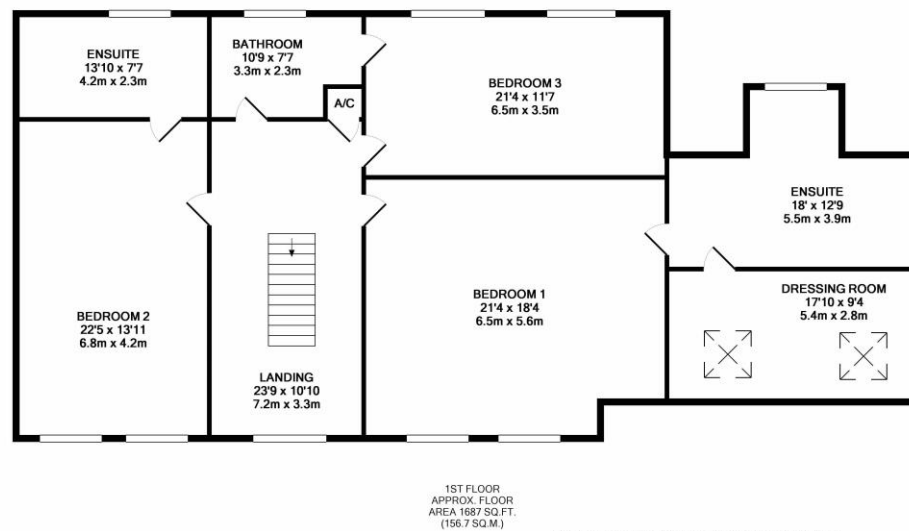 ENSUITE
13'10 x 7'7
4.2m x 2.3m
BATHROOM
10'9 x 7'7
3.3m x 2.3m
A/C
BEDROOM 3
21'4 x 11'7
6.5m x 3.5m
ENSUITE
18' x 12'9
5.5m x 3.9m
BEDROOM 2
22'5 x 13'11
6.8m x 4.2m
BEDROOM 1
21'4 x 18'4
6.5m x 5.6m
DRESSING ROOM
17'10 x 9'4
5.4m x 2.8m
LANDING
23'9 x 10'10
7.2m x 3.3m
1ST FLOOR
APPROX. FLOOR
AREA 1687 SQ.FT.
(156.7 SQ.M.)